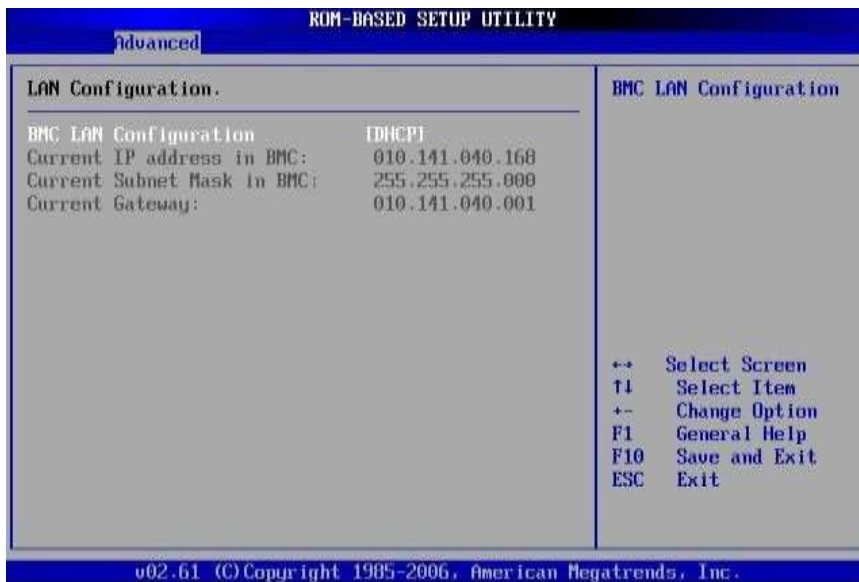 ROM-BASED SETUP UTILITY
Advanced
LAN Configuration.
BMC LAN Configuration [DHCP]
Current IP address in BMC: 010.141.040.168
Current Subnet Mask in BMC: 255.255.255.000
Current Gateway: 010.141.040.001
BMC LAN Configuration
←→ Select Screen
↑↓ Select Item
+- Change Option
F1 General Help
F10 Save and Exit
ESC Exit
v02.61 (C)Copyright 1985-2006, American Megatrends, Inc.